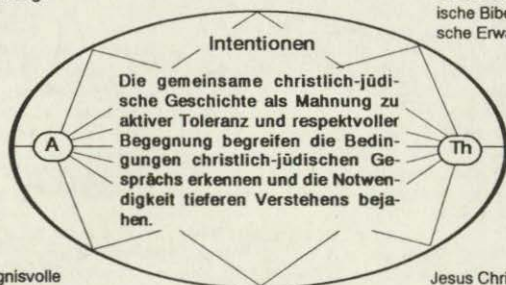 ische Bibe
sche Erwa
Intentionen
Die gemeinsame christlich-jüdi-
sche Geschichte als Mahnung zu
aktiver Toleranz und respektvoller
Begegnung begreifen die Bedin-
gungen christlich-jüdischen Ge-
sprächs erkennen und die Notwen-
digkeit tieferen Verstehens beja-
hen.
A
Th
gnisvolle
Jesus Chri